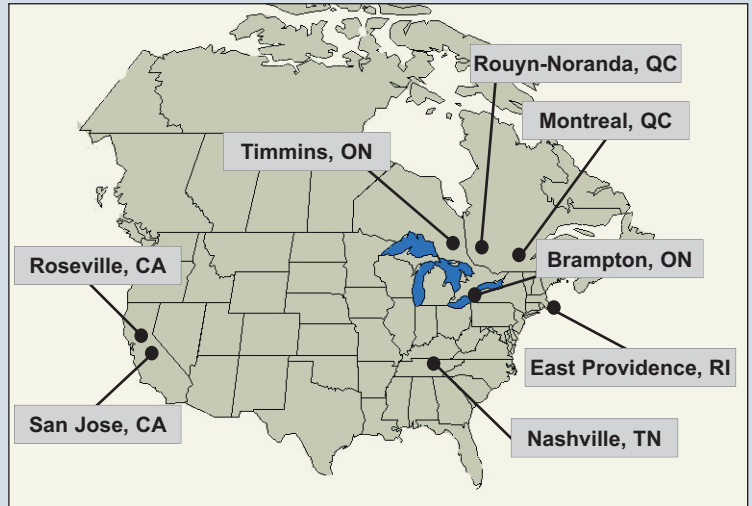 Rouyn-Noranda, QC
Montreal, QC
Timmins, ON
Roseville, CA
Brampton, ON
East Providence, RI
San Jose, CA
Nashville, TN